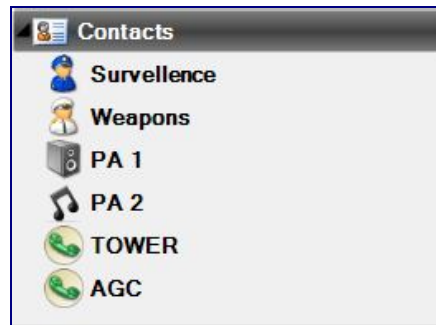 Contacts
Survellence
Weapons
PA 1
PA 2
TOWER
AGC